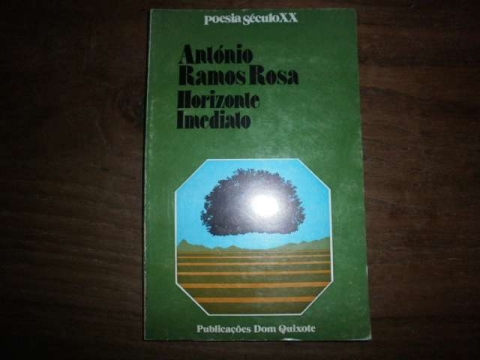 poesia séculoXX
António
Ramos Rosa
Horizonte
Imediato
Publicações Dom Quixote